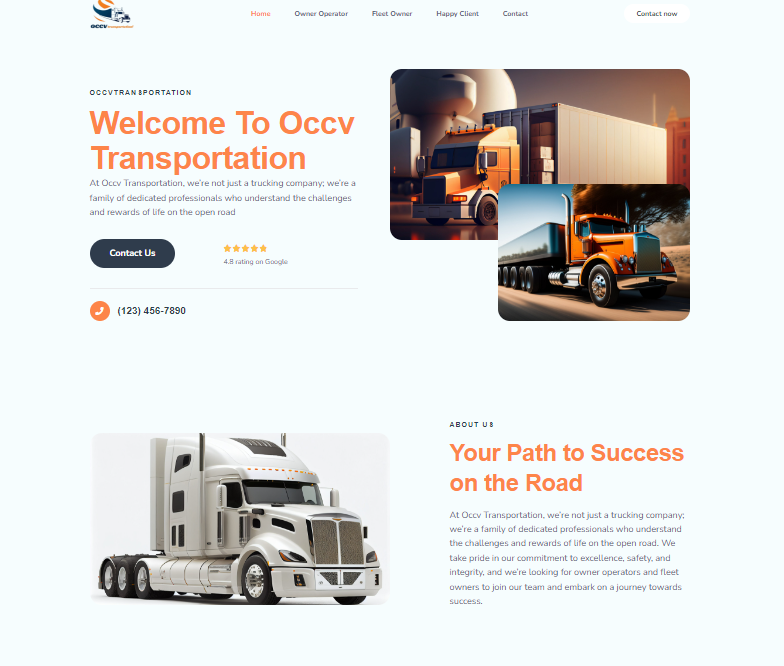 occv transportation
Home Owner Operator Fleet Owner Happy Client Contact Contact now
OCCVTRANSPORTATION
Welcome To Occv
Transportation
At Occv Transportation, we're not just a trucking company; we're a
family of dedicated professionals who understand the challenges
and rewards of life on the open road
Contact Us
4.8 rating on Google
(123) 456-7890
ABOUT US
Your Path to Success
on the Road
At Occv Transportation, we're not just a trucking company;
we're a family of dedicated professionals who understand
the challenges and rewards of life on the open road. We
take pride in our commitment to excellence, safety, and
integrity, and we're looking for owner operators and fleet
owners to join our team and embark on a journey towards
success.